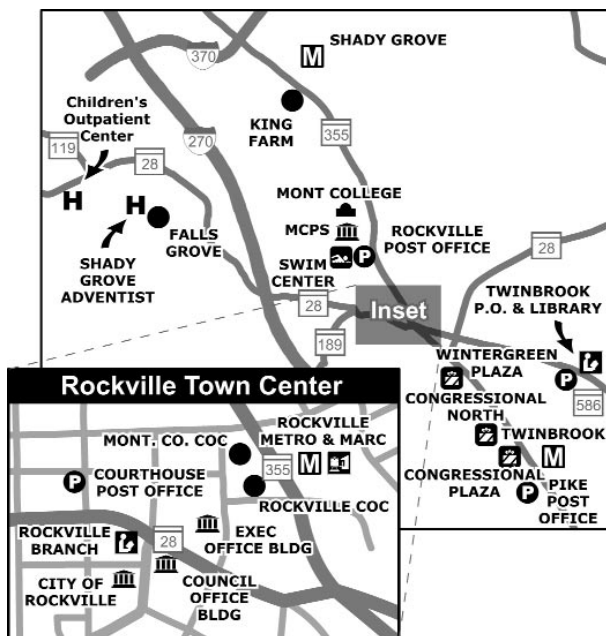 370
M
SHADY GROVE
Children's
Outpatient
Center
KING
FARM
355
119
270
28
H
H
MONT COLLEGE
MCPS
ROCKVILLE
POST OFFICE
FALLS
GROVE
SHADY
GROVE
ADVENTIST
SWIM
CENTER
P
28
TWINBROOK
P.O. & LIBRARY
28
Inset
189
WINTERGREEN
PLAZA
P
586
CONGRESSIONAL
NORTH
TWINBROOK
M
CONGRESSIONAL
PLAZA
P
PIKE
POST
OFFICE
Rockville Town Center
MONT. CO. COC
ROCKVILLE
METRO & MARC
355
M
P
COURTHOUSE
POST OFFICE
ROCKVILLE COC
ROCKVILLE
BRANCH
28
EXEC
OFFICE BLDG
CITY OF
ROCKVILLE
COUNCIL
OFFICE
BLDG